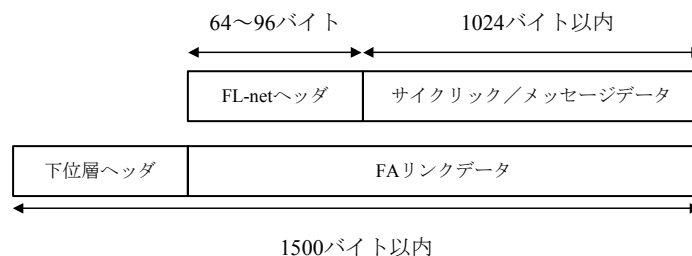 64～96バイト
1024バイト以内
FL-netヘッダ
サイクリック／メッセージデータ
下位層ヘッダ
FAリンクデータ
1500バイト以内